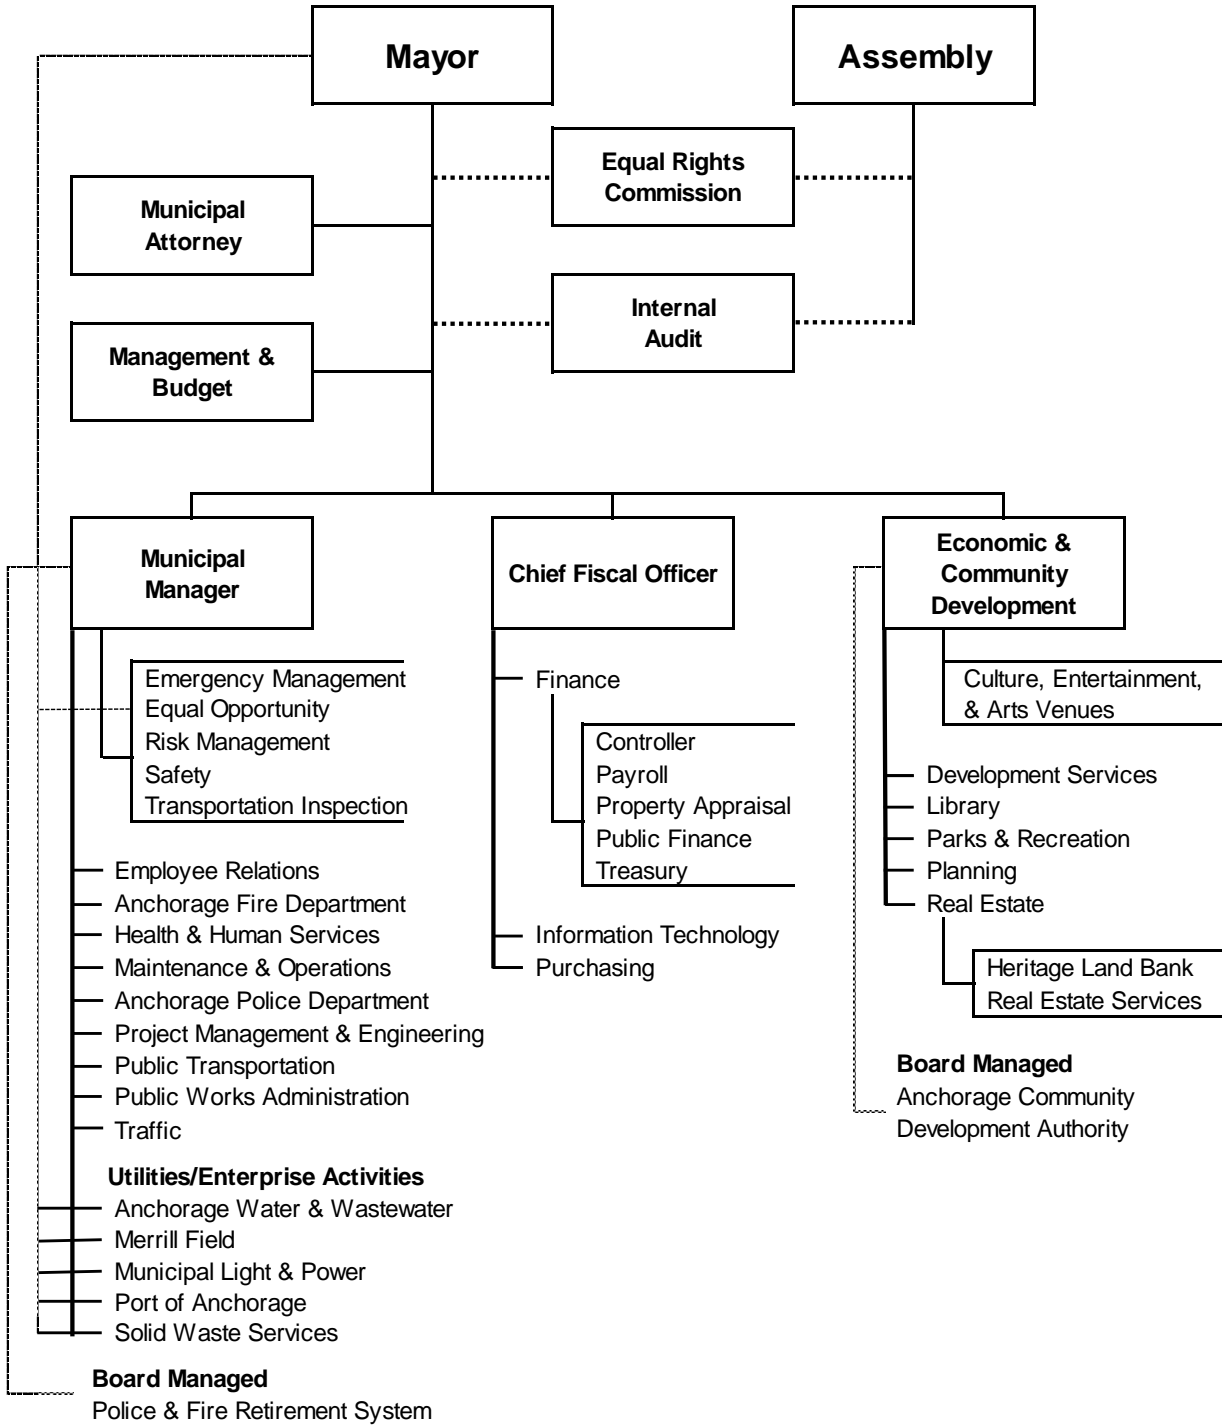 Mayor
Assembly
Equal Rights
Commission
Municipal
Attorney
Internal
Audit
Management &
Budget
Municipal
Manager
Chief Fiscal Officer
Economic &
Community
Development
Emergency Management
Equal Opportunity
Risk Management
Safety
Transportation Inspection
Employee Relations
Anchorage Fire Department
Health & Human Services
Maintenance & Operations
Anchorage Police Department
Project Management & Engineering
Public Transportation
Public Works Administration
Traffic
Utilities/Enterprise Activities
Anchorage Water & Wastewater
Merrill Field
Municipal Light & Power
Port of Anchorage
Solid Waste Services
Board Managed
Police & Fire Retirement System
Finance
Controller
Payroll
Property Appraisal
Public Finance
Treasury
Information Technology
Purchasing
Culture, Entertainment,
& Arts Venues
Development Services
Library
Parks & Recreation
Planning
Real Estate
Heritage Land Bank
Real Estate Services
Board Managed
Anchorage Community
Development Authority